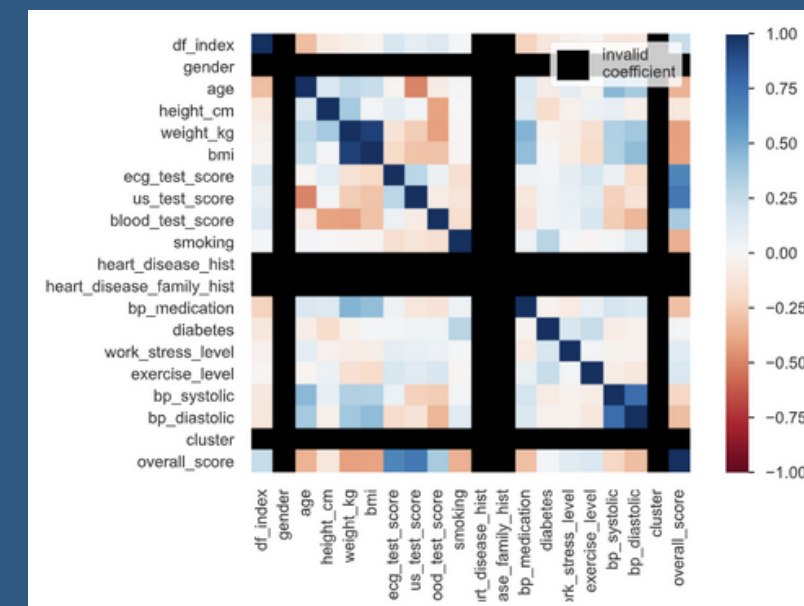 df_index
gender
age
height_cm
weight_kg
bmi
ecg_test_score
us_test_score
blood_test_score
smoking
heart_disease_hist
heart_disease_family_hist
bp_medication
diabetes
work_stress_level
exercise_level
bp_systolic
bp_diastolic
cluster
overall_score
invalid
coefficient
1.00
0.75
0.50
0.25
0.00
−0.25
−0.50
−0.75
−1.00
df_index
gender
age
height_cm
weight_kg
bmi
ecg_test_score
us_test_score
ood_test_score
smoking
art_disease_hist
ase_family_hist
bp_medication
diabetes
ork_stress_level
exercise_level
bp_systolic
bp_diastolic
cluster
overall_score